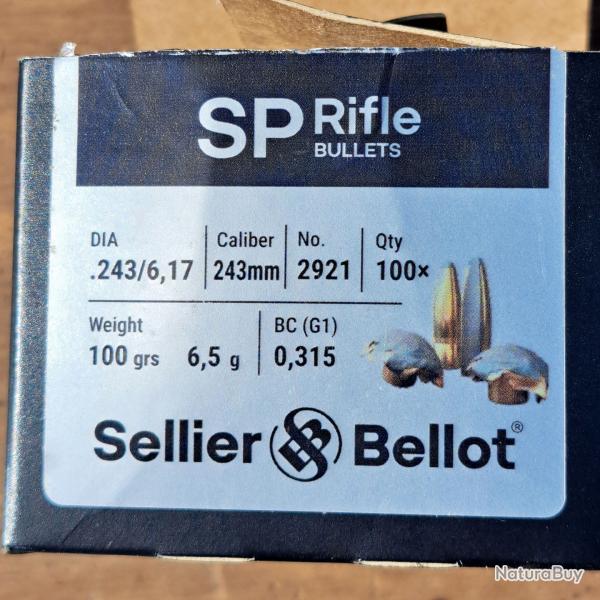 SP Rifle
BULLETS
DIA Caliber No. Qty
.243/6,17 243mm 2921 100×
Weight BC (G1)
100 grs 6,5 g 0,315
Sellier SB Bellot®
NaturaBuy